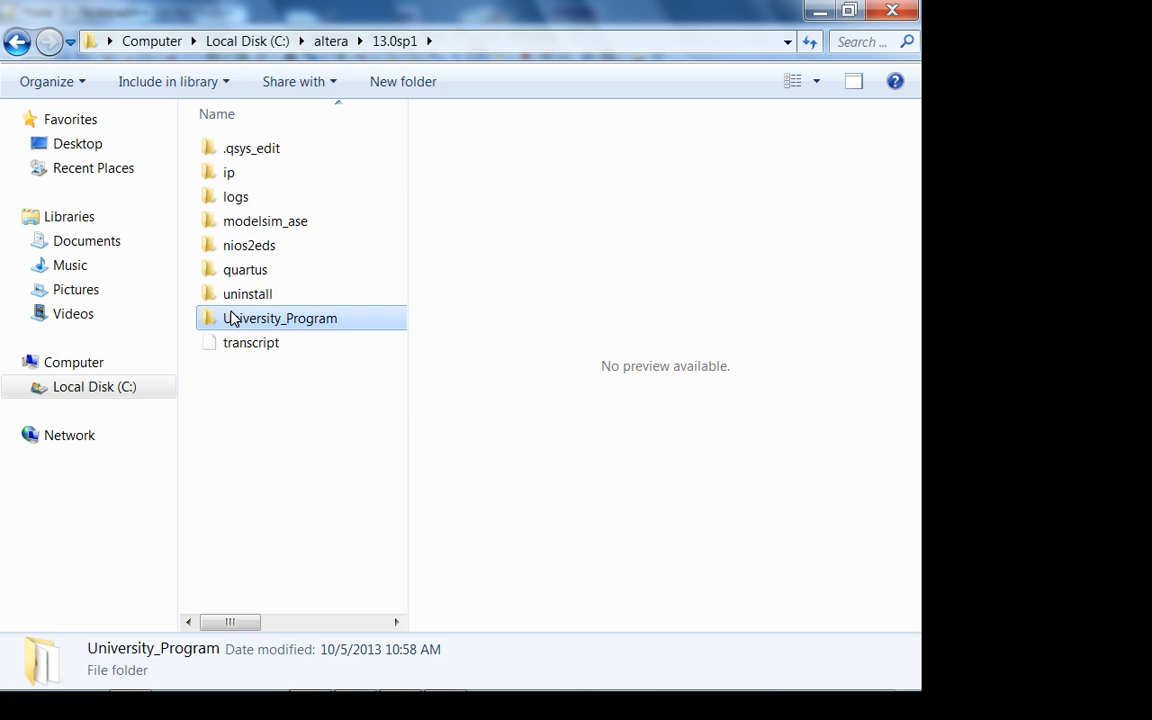 Computer Local Disk (C:) altera 13.0sp1
Search ...
Organize Include in library Share with New folder
Favorites
Desktop
Recent Places
Libraries
Documents
Music
Pictures
Videos
Computer
Local Disk (C:)
Network
Name
.qsys_edit
ip
logs
modelsim_ase
nios2eds
quartus
uninstall
University_Program
transcript
No preview available.
University_Program Date modified: 10/5/2013 10:58 AM
File folder